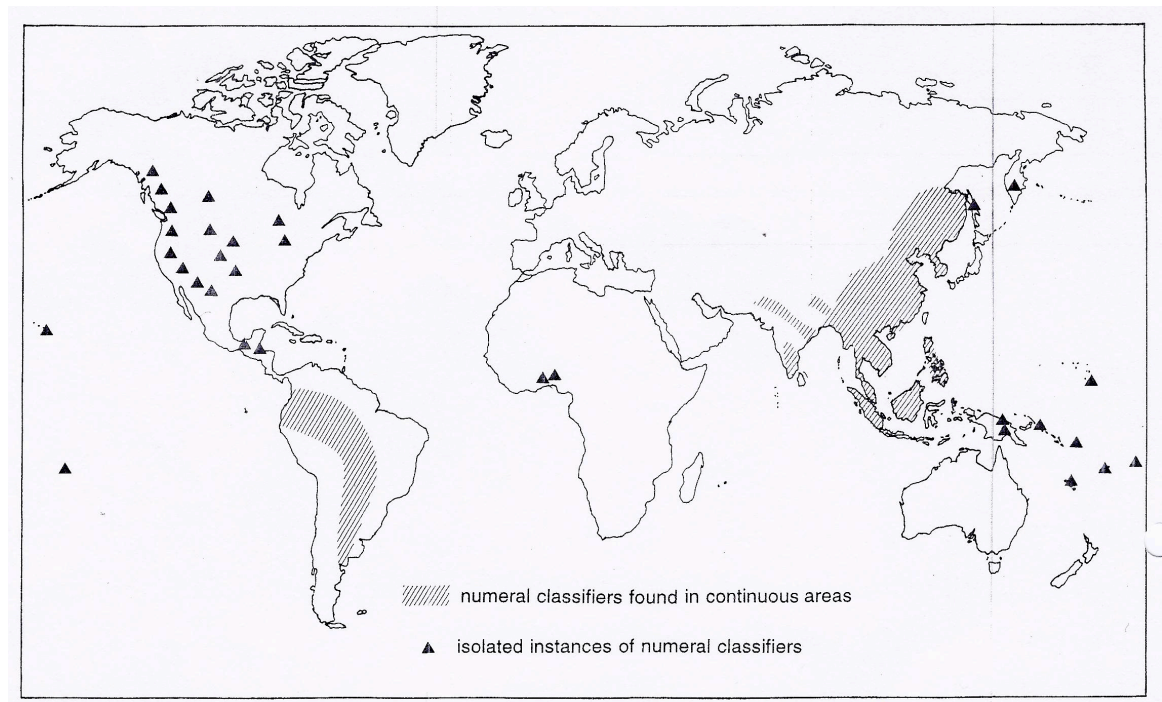 numeral classifiers found in continuous areas
isolated instances of numeral classifiers